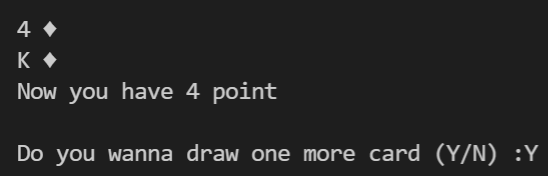 4 ♦
K ♦
Now you have 4 point
Do you wanna draw one more card (Y/N) :Y